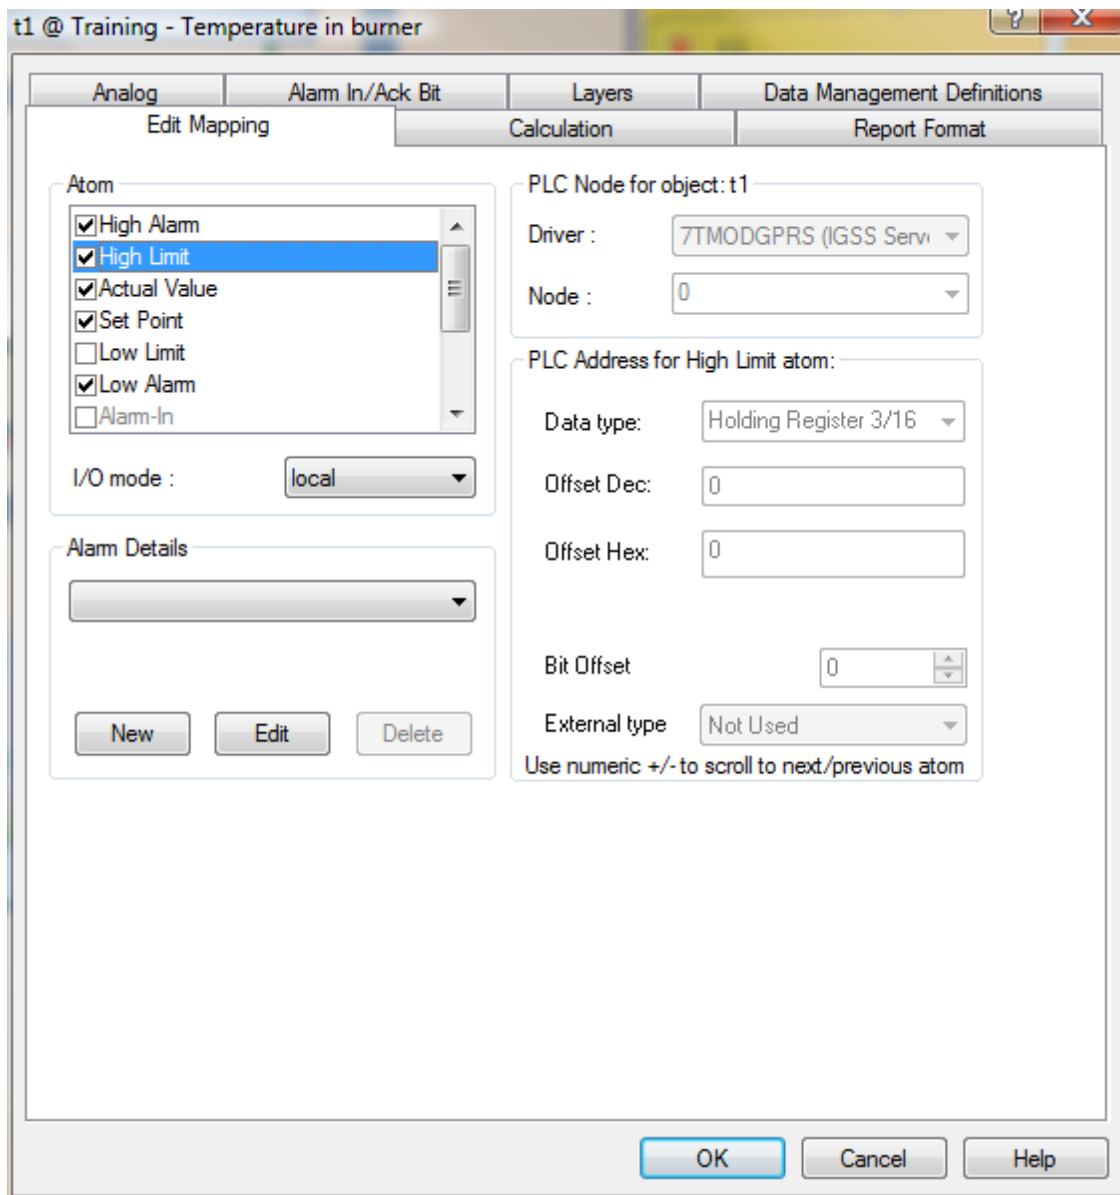 t1 @ Training - Temperature in burner
Analog
Alarm In/Ack Bit
Layers
Data Management Definitions
Edit Mapping
Calculation
Report Format
Atom
High Alarm
High Limit
Actual Value
Set Point
Low Limit
Low Alarm
Alarm-In
I/O mode :
local
Alarm Details
New
Edit
Delete
PLC Node for object: t1
Driver :
7TMODGPRS (IGSS
Node :
0
PLC Address for High Limit atom:
Data type:
Holding Register 3/16
Offset Dec:
0
Offset Hex:
0
Bit Offset
0
External type
Not Used
Use numeric +/- to scroll to next/previous atom
OK
Cancel
Help